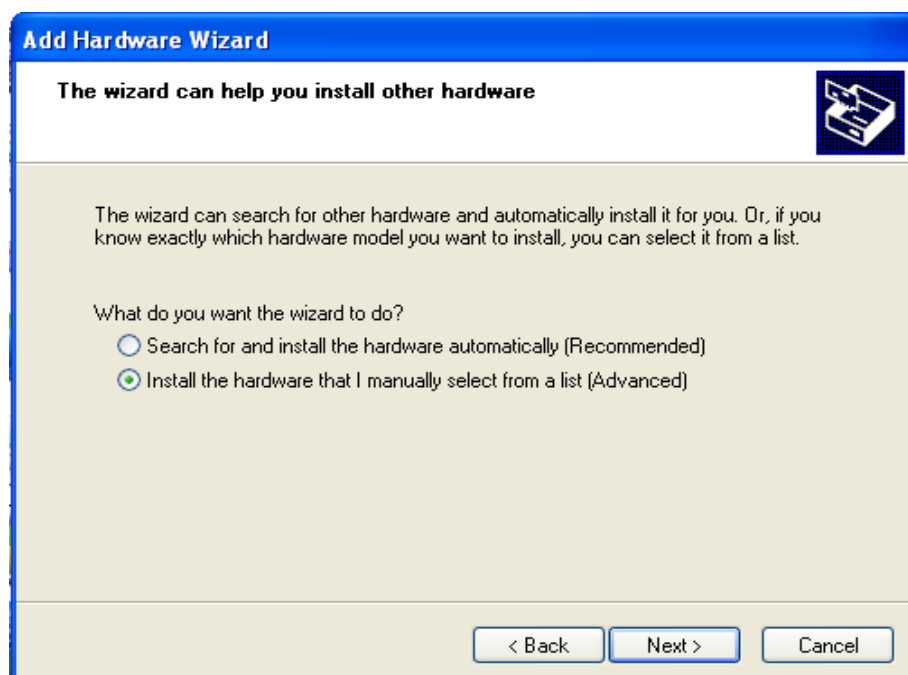 Add Hardware Wizard
The wizard can help you install other hardware
The wizard can search for other hardware and automatically install it for you. Or, if you
know exactly which hardware model you want to install, you can select it from a list.
What do you want the wizard to do?
Search for and install the hardware automatically (Recommended)
Install the hardware that I manually select from a list (Advanced)
< Back Next > Cancel